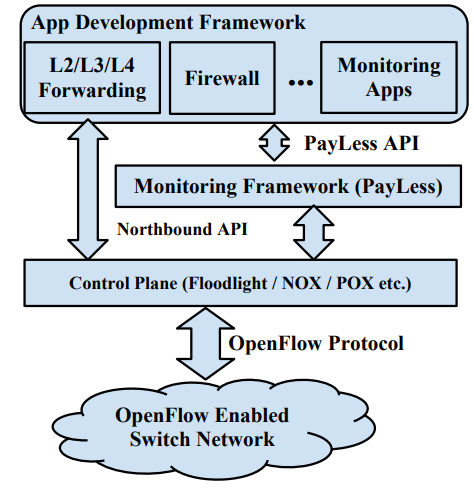 App Development Framework
L2/L3/L4
Forwarding
Firewall
...
Monitoring
Apps
PayLess API
Monitoring Framework (PayLess)
Northbound API
Control Plane (Floodlight / NOX / POX etc.)
OpenFlow Protocol
OpenFlow Enabled
Switch Network